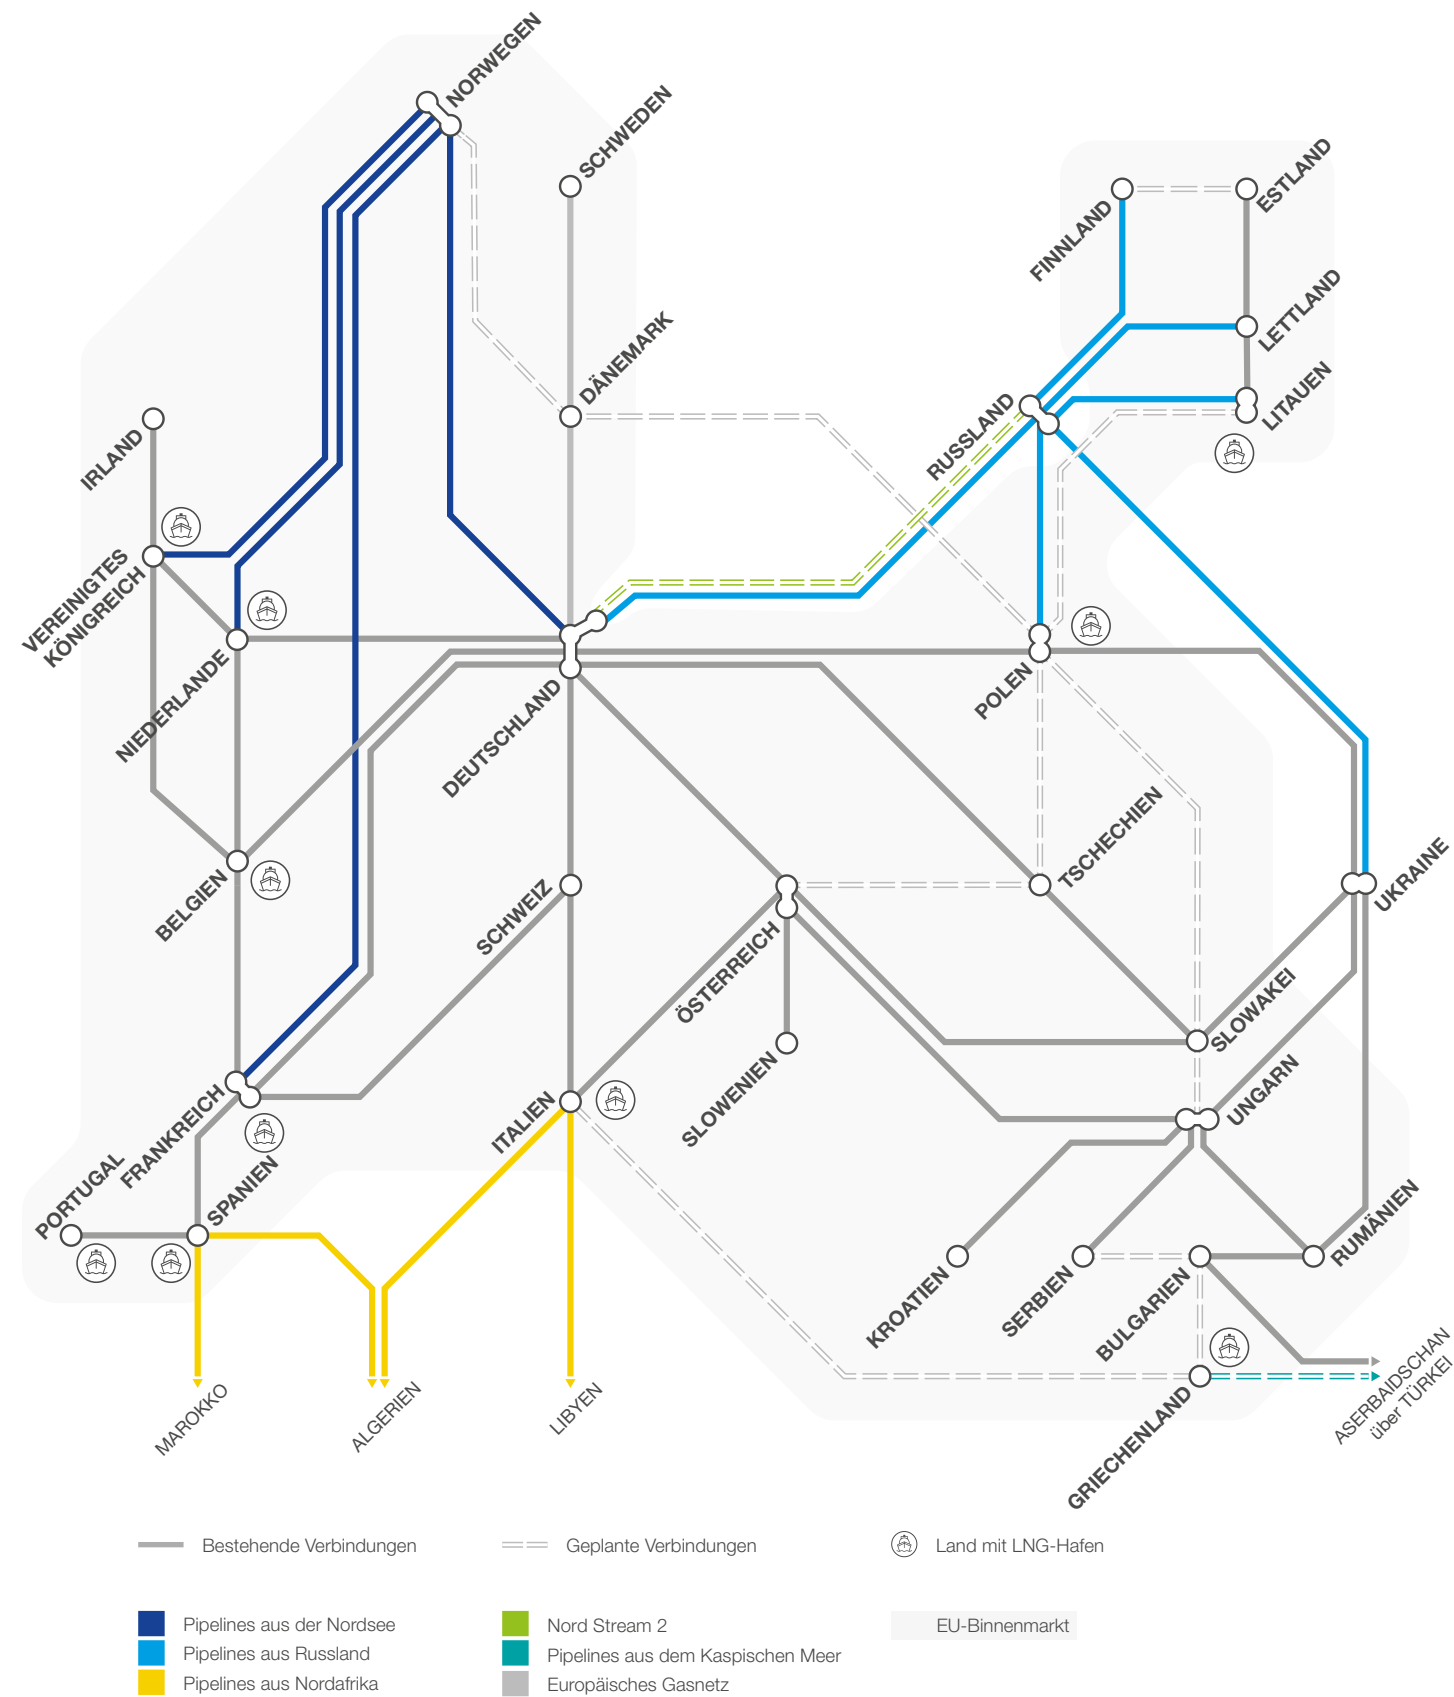 NORWEGEN
SCHWEDEN
ESTLAND
FINNLAND
LETTLAND
DÄNEMARK
LITAUEN
RUSSLAND
IRLAND
VEREINIGTES
KÖNIGREICH
NIEDERLANDE
DEUTSCHLAND
POLEN
TSCHECHIEN
UKRAINE
BELGIEN
SCHWEIZ
ÖSTERREICH
SLOWAKEI
SLOWENIEN
UNGARN
FRANKREICH
ITALIEN
PORTUGAL
SPANIEN
RUMÄNIEN
KROATIEN
SERBIEN
BULGARIEN
GRIECHENLAND
MAROKKO
ALGERIEN
LIBYEN
ASERBAIDSCHAN
über TÜRKEI
Bestehende Verbindungen
Geplante Verbindungen
Land mit LNG-Hafen
Pipelines aus der Nordsee
Pipelines aus Russland
Pipelines aus Nordafrika
Nord Stream 2
Pipelines aus dem Kaspischen Meer
Europäisches Gasnetz
EU-Binnenmarkt